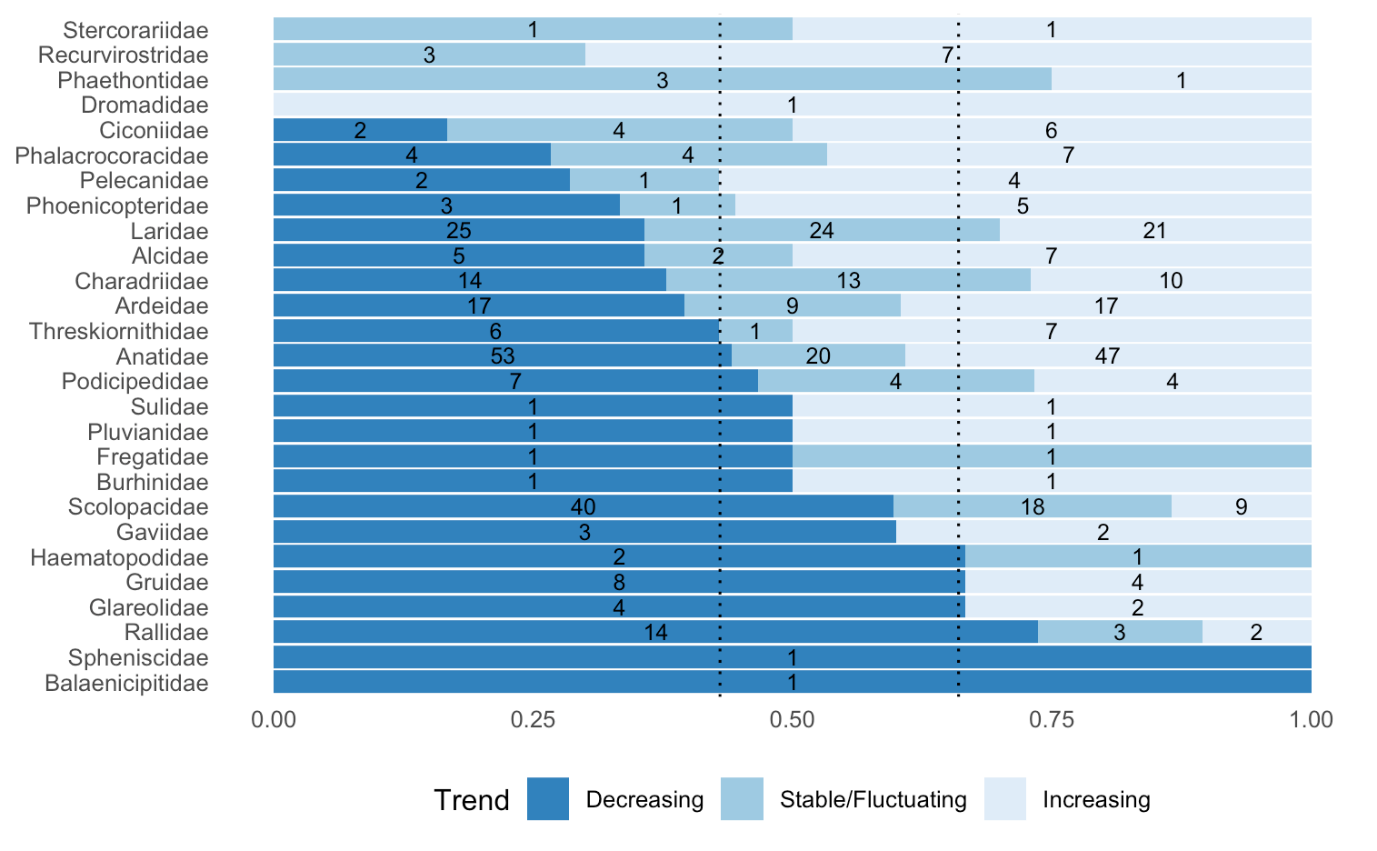 Stercorariidae 1 1
Recurvirostridae 3 7
Phaethontidae 3 1
Dromadidae 1
Ciconiidae 2 4 6
Phalacrocoracidae 4 4 7
Pelecanidae 2 1 4
Phoenicopteridae 3 1 5
Laridae 25 24 21
Alcidae 5 2 7
Charadriidae 14 13 10
Ardeidae 17 9 17
Threskiornithidae 6 1 7
Anatidae 53 20 47
Podicipedidae 7 4 4
Sulidae 1 1
Pluvianidae 1 1
Fregatidae 1 1
Burhinidae 1 1
Scolopacidae 40 18 9
Gaviidae 3 2
Haematopodidae 2 1
Gruidae 8 4
Glareolidae 4 2
Rallidae 14 3 2
Spheniscidae 1
Balaenicipitidae 1
0.00 0.25 0.50 0.75 1.00
Trend Decreasing Stable/Fluctuating Increasing